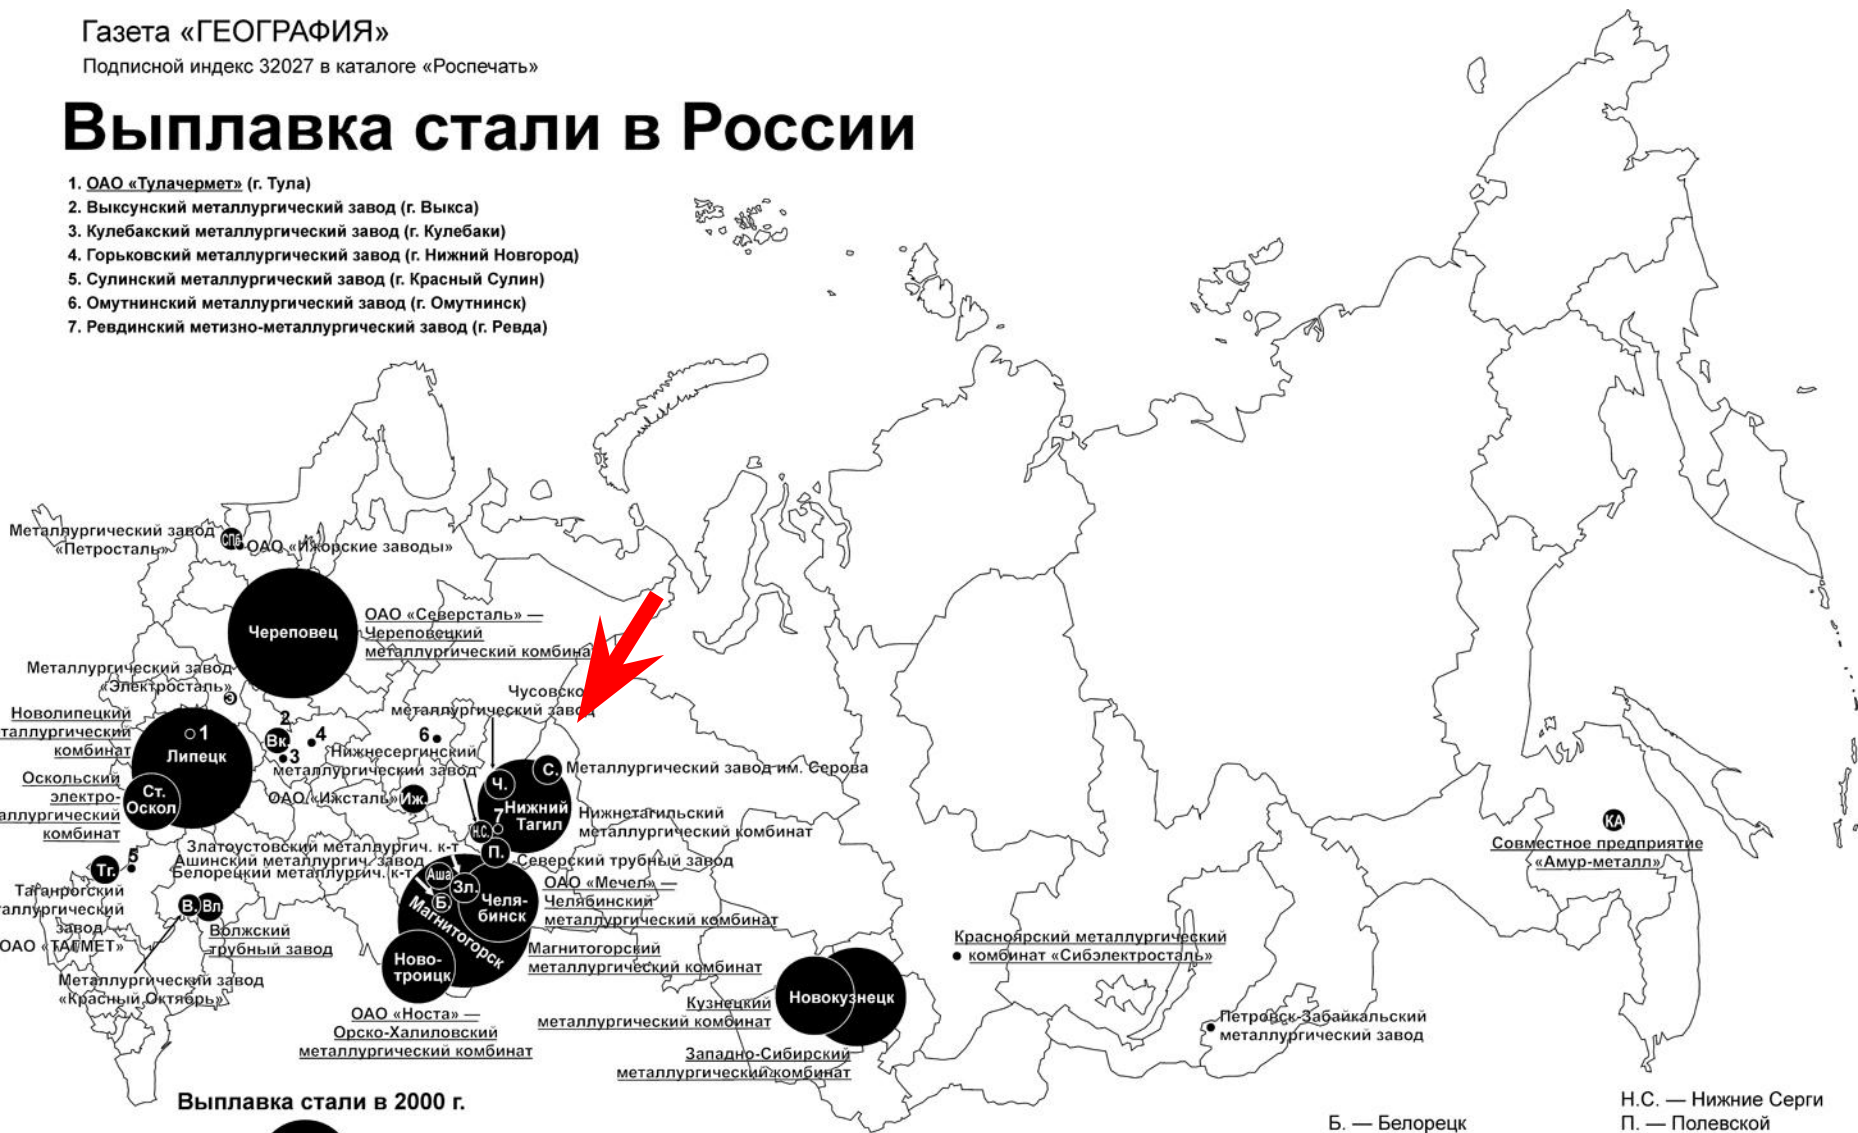 Газета «ГЕОГРАФИЯ»
Подписной индекс 32027 в каталоге «Роспечать»
Выплавка стали в России
1. ОАО «Тулачермет» (г. Тула)
2. Выксунский металлургический завод (г. Выкса)
3. Кулебакский металлургический завод (г. Кулебаки)
4. Горьковский металлургический завод (г. Нижний Новгород)
5. Сулинский металлургический завод (г. Красный Сулин)
6. Омутнинский металлургический завод (г. Омутнинск)
7. Ревдинский метизно-металлургический завод (г. Ревда)
Металлургический завод
«Петросталь»
СПб
ОАО «Ижорские заводы»
Череповец
ОАО «Северсталь» —
Череповецкий
металлургический комбина
Металлургический завод
«Электросталь»
Э
Новолипецкий
таллургический
комбинат
1
Липецк
2
Вк
3
4
6
Чусовско
металлургический завод
Нижнесергинский
металлургический завод
Оскольский
электро-
аллургический
комбинат
Ст.
Оскол
ОАО «Ижсталь»
Иж.
С.
Металлургический завод им. Серова
Ч.
7
Нижний
Тагил
Н.С.
Нижнетагильский
металлургический комбинат
П.
Северский трубный завод
Златоустовский металлургич. к-т
Ашинский металлургич. завод
Белорецкий металлургич. к-т
Аша
Зл.
Б.
Челя-
бинск
ОАО «Мечел» —
Челябинский
металлургический комбинат
Магнитогорск
Магнитогорский
металлургический комбинат
Ново-
троицк
ОАО «Носта» —
Орско-Халиловский
металлургический комбинат
5
Тг.
Таганрогский
таллургический
завод —
ОАО «ТАГМЕТ»
В.
Вл.
Волжский
трубный завод
Металлургический завод
«Красный Октябрь»
Новокузнецк
Кузнецкий
металлургический комбинат
Западно-Сибирский
металлургический комбинат
Красноярский металлургический
комбинат «Сибэлектросталь»
Петровск-Забайкальский
металлургический завод
КА
Совместное предприятие
«Амур-металл»
Выплавка стали в 2000 г.
Б. — Белорецк
Н.С. — Нижние Серги
П. — Полевской